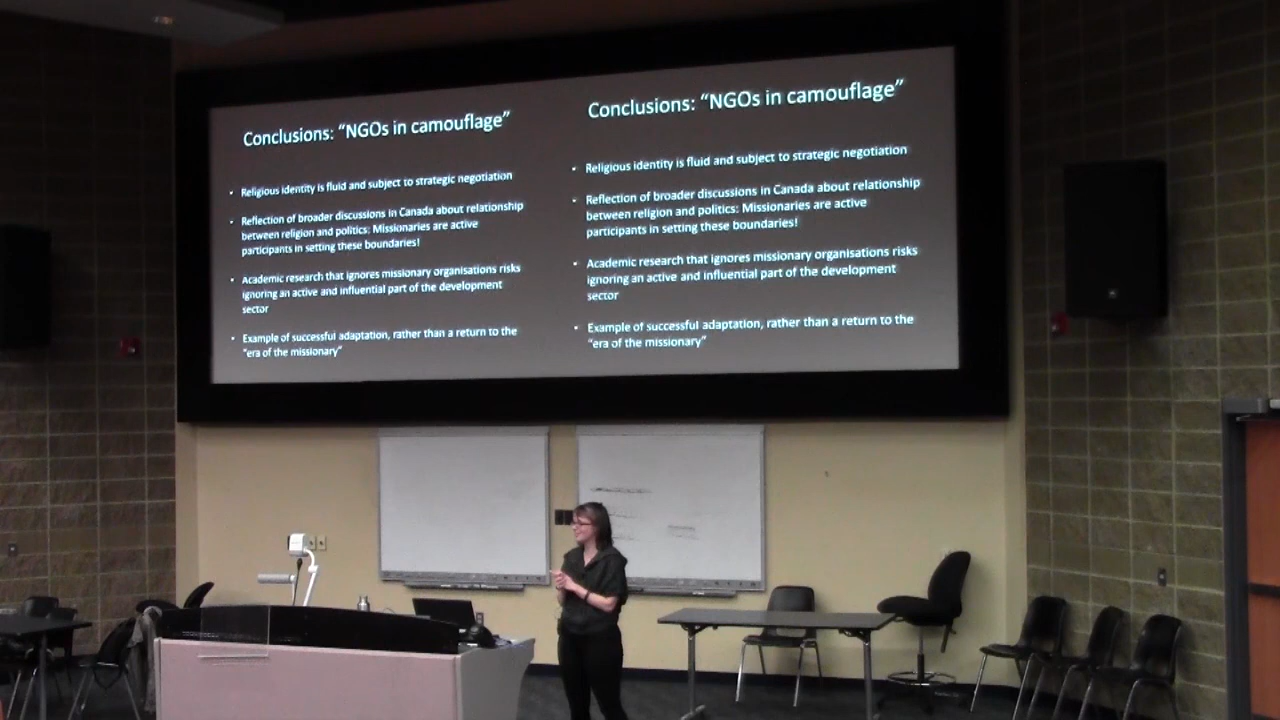 Conclusions: “NGOs in camouflage”
• Religious identity is fluid and subject to strategic negotiation
• Reflection of broader discussions in Canada about relationship
between religion and politics: Missionaries are active
participants in setting these boundaries!
• Academic research that ignores missionary organisations risks
ignoring an active and influential part of the development
sector
• Example of successful adaptation, rather than a return to the
“era of the missionary”
Conclusions: “NGOs in camouflage”
• Religious identity is fluid and subject to strategic negotiation
• Reflection of broader discussions in Canada about relationship
between religion and politics: Missionaries are active
participants in setting these boundaries!
• Academic research that ignores missionary organisations risks
ignoring an active and influential part of the development
sector
• Example of successful adaptation, rather than a return to the
“era of the missionary”